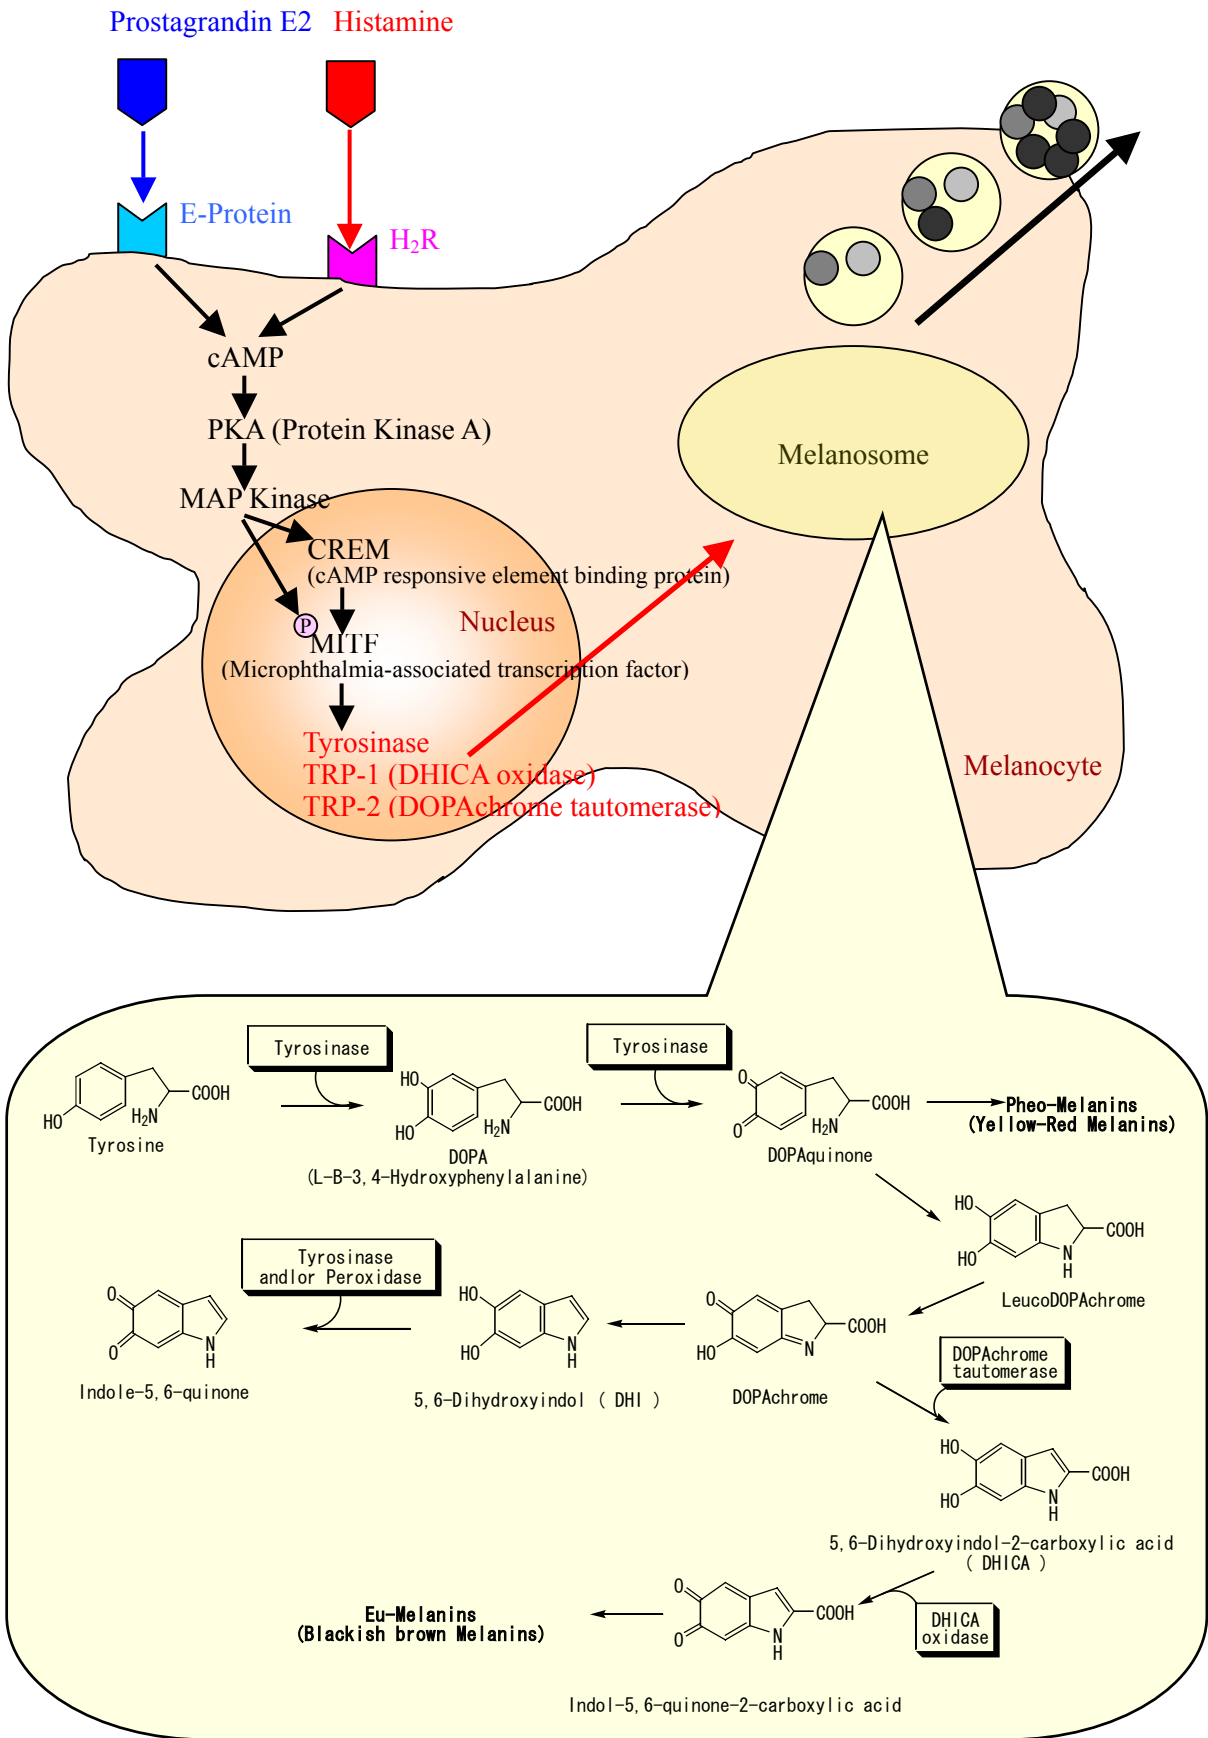 Prostagrandin E2 Histamine
E-Protein
H₂R
cAMP
PKA (Protein Kinase A)
MAP Kinase
CREM
(cAMP responsive element binding protein)
P
MITF
(Microphthalmia-associated transcription factor)
Nucleus
Tyrosinase
TRP-1 (DHICA oxidase)
TRP-2 (DOPAchrome tautomerase)
Melanosome
Melanocyte
Tyrosinase
Tyrosinase
HO
H₂N
COOH
Tyrosine
HO
HO
H₂N
COOH
DOPA
(L-B-3,4-Hydroxyphenylalanine)
O
O
H₂N
COOH
DOPAquinone
Pheo-Melanins
(Yellow-Red Melanins)
HO
HO
N
H
COOH
LeucoDOPAchrome
Tyrosinase
and/or Peroxidase
O
O
N
H
Indole-5,6-quinone
HO
HO
N
H
5,6-Dihydroxyindol ( DHI )
O
HO
N
COOH
DOPAchrome
DOPAchrome
tautomerase
HO
HO
N
H
COOH
5,6-Dihydroxyindol-2-carboxylic acid
( DHICA )
DHICA
oxidase
O
O
N
H
COOH
Indol-5,6-quinone-2-carboxylic acid
Eu-Melanins
(Blackish brown Melanins)